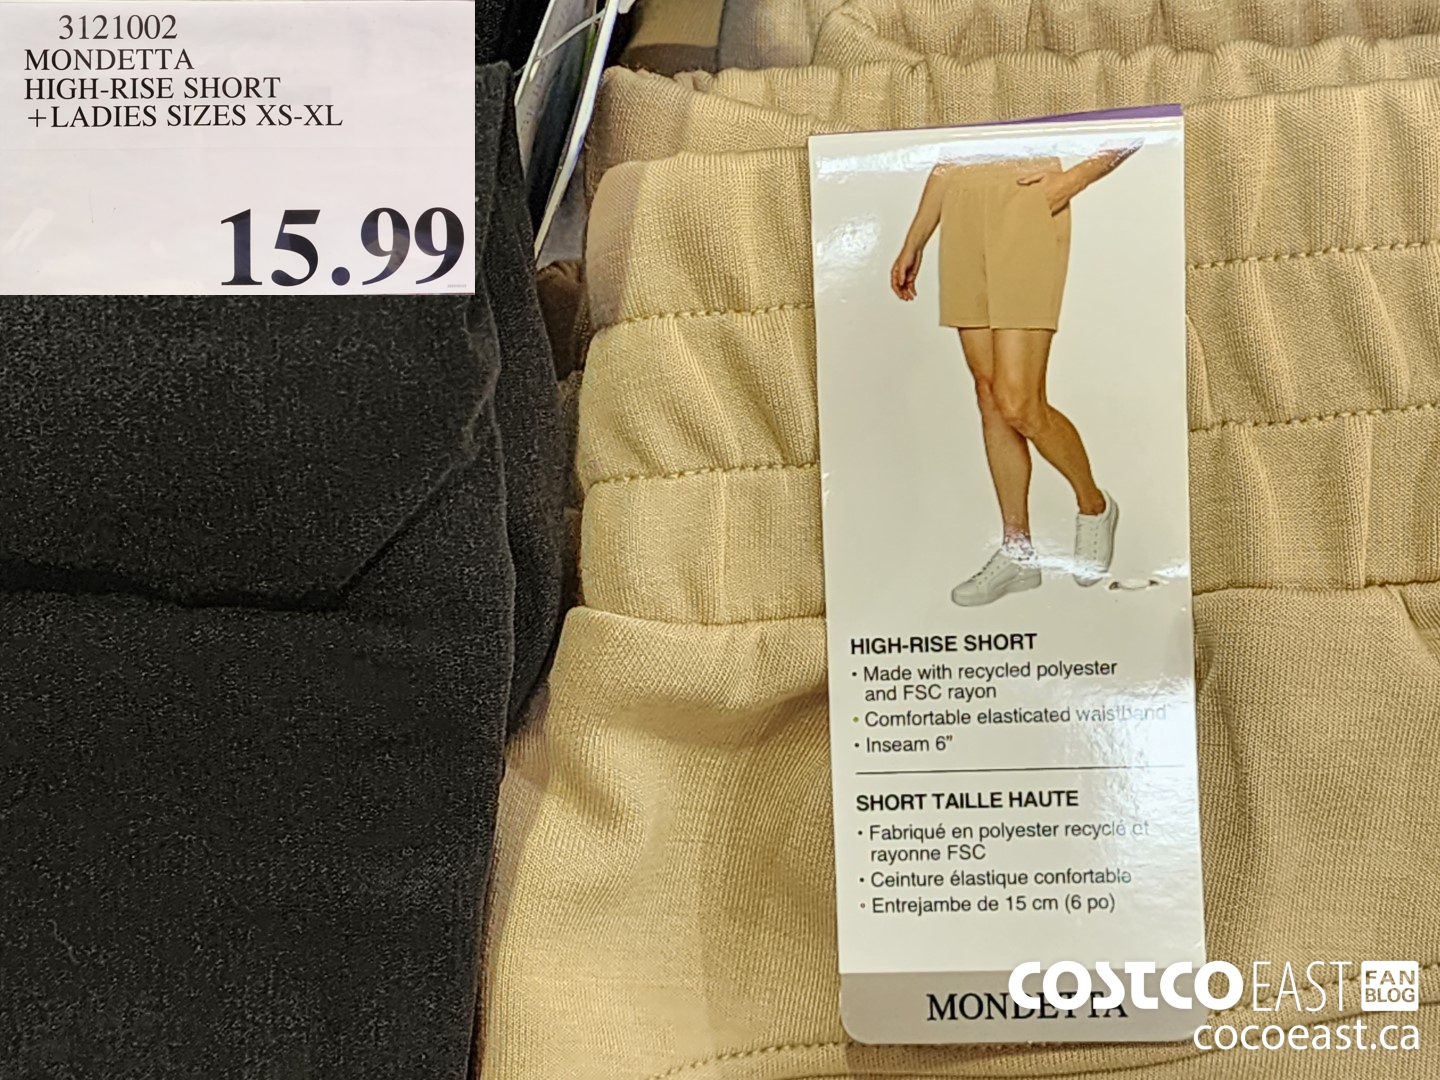 3121002
MONDETTA
HIGH-RISE SHORT
+LADIES SIZES XS-XL
15.99
HIGH-RISE SHORT
• Made with recycled polyester
and FSC rayon
• Comfortable elasticated waistband
• Inseam 6"
SHORT TAILLE HAUTE
• Fabriqué en polyester recyclé et
rayonne FSC
• Ceinture élastique confortable
• Entrejambe de 15 cm (6 po)
MONDETTA
COSTCO EAST FAN BLOG
cocoeast.ca